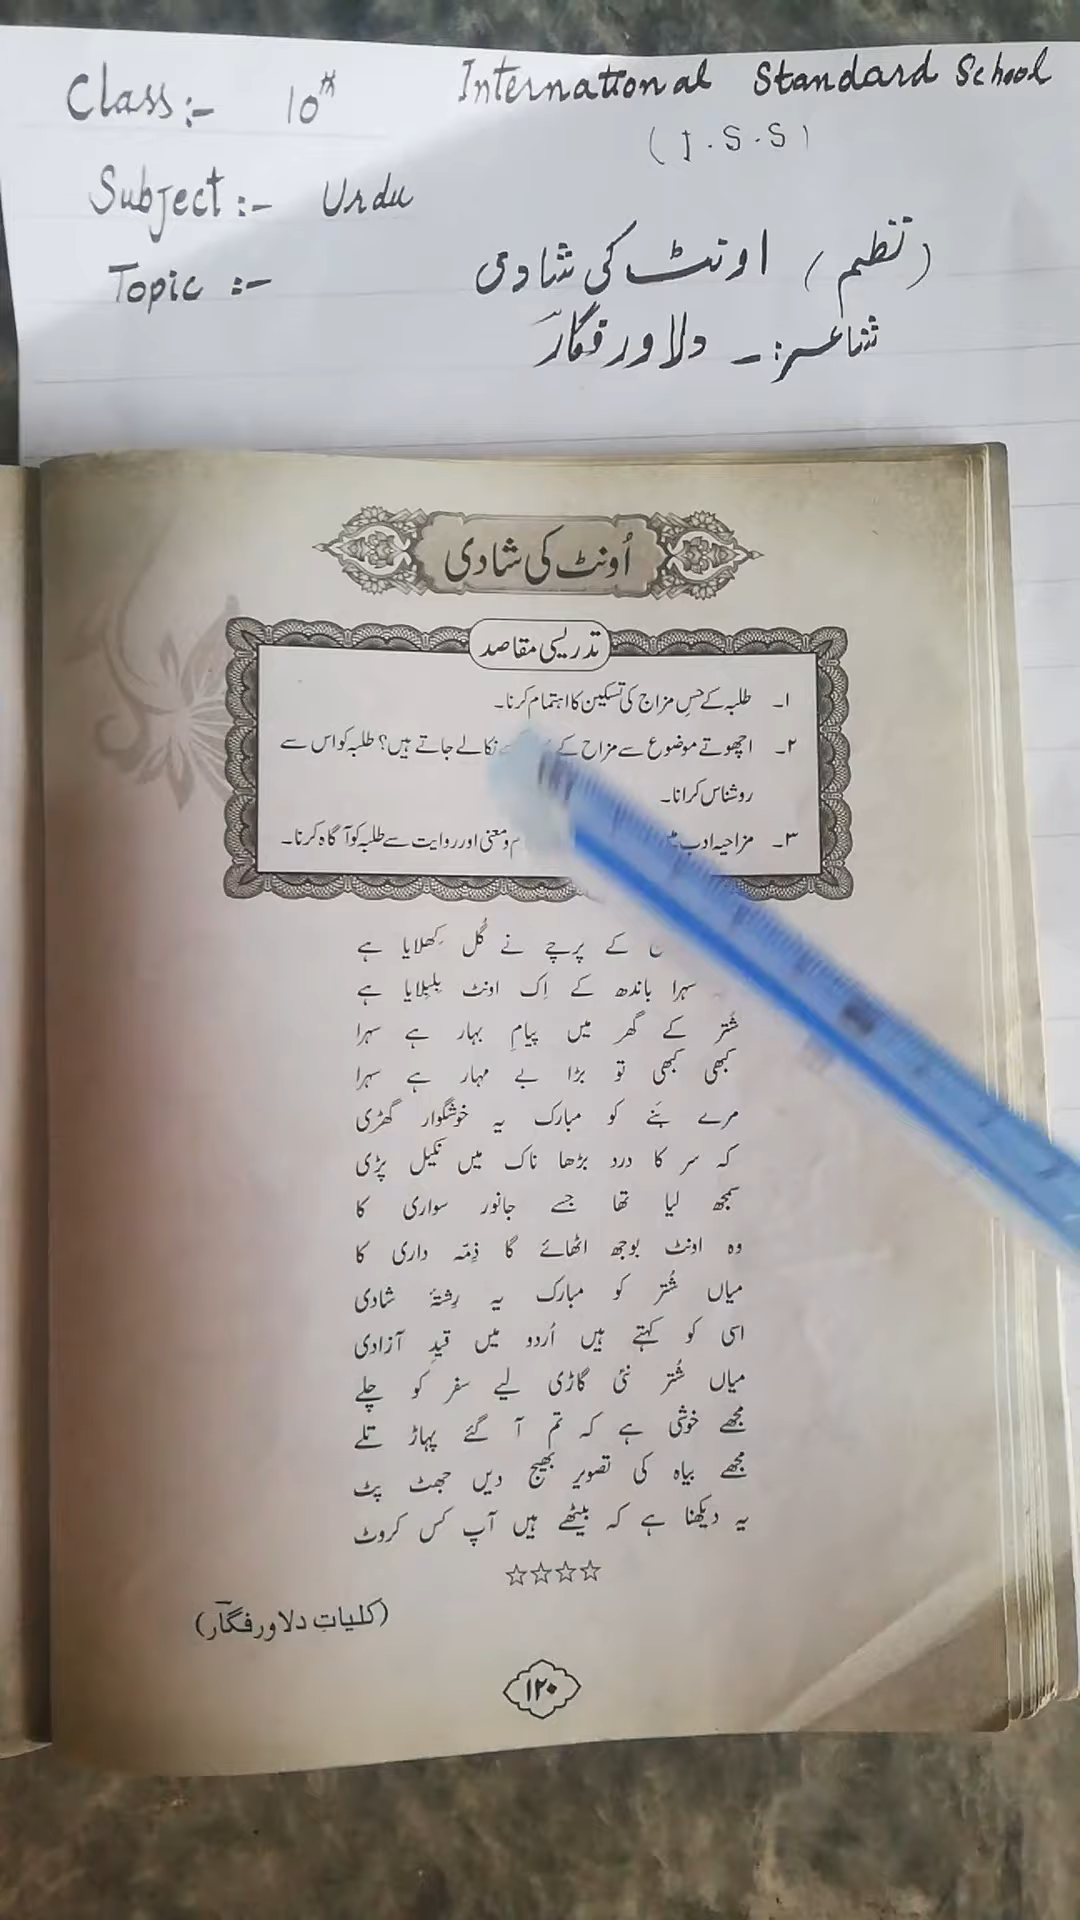 Class:- 10th International Standard School
(I.S.S)
Subject:- Urdu
Topic:- اونٹ کی شادی (نظم)
شاعر:- دلاور فگار
اُونٹ کی شادی
تدریسی مقاصد
۱۔ طلبہ کے حسِ مزاح کی تسکین کا اہتمام کرنا۔
۲۔ اچھوتے موضوع سے مزاح کے نکالے جاتے ہیں؟ طلبہ کو اس سے
روشناس کرانا۔
۳۔ مزاحیہ ادب و معنی اور روایت سے طلبہ کو آگاہ کرنا۔
کے پرچے نے گُل کِھلایا ہے
سہرا باندھ کے اِک اونٹ بلبلایا ہے
شُتر کے گھر میں پیامِ بہار ہے سہرا
کبھی کبھی تو بڑا بے مہار ہے سہرا
مرے بَنے کو مبارک یہ خوشگوار گھڑی
کہ سر کا درد بڑھا ناک میں نکیل پڑی
سمجھ لیا تھا جسے جانور سواری کا
وہ اونٹ بوجھ اٹھائے گا ذِمّہ داری کا
میاں شُتر کو مبارک یہ رِشتۂ شادی
اسی کو کہتے ہیں اُردو میں قیدِ آزادی
میاں شُتر نئی گاڑی لیے سفر کو چلے
مجھے خوشی ہے کہ تم آ گئے پہاڑ تلے
مجھے بیاہ کی تصویر بھیج دیں جھٹ پٹ
یہ دیکھنا ہے کہ بیٹھے ہیں آپ کس کروٹ
☆☆☆☆
(کلیاتِ دلاور فگار)
۱۲۰